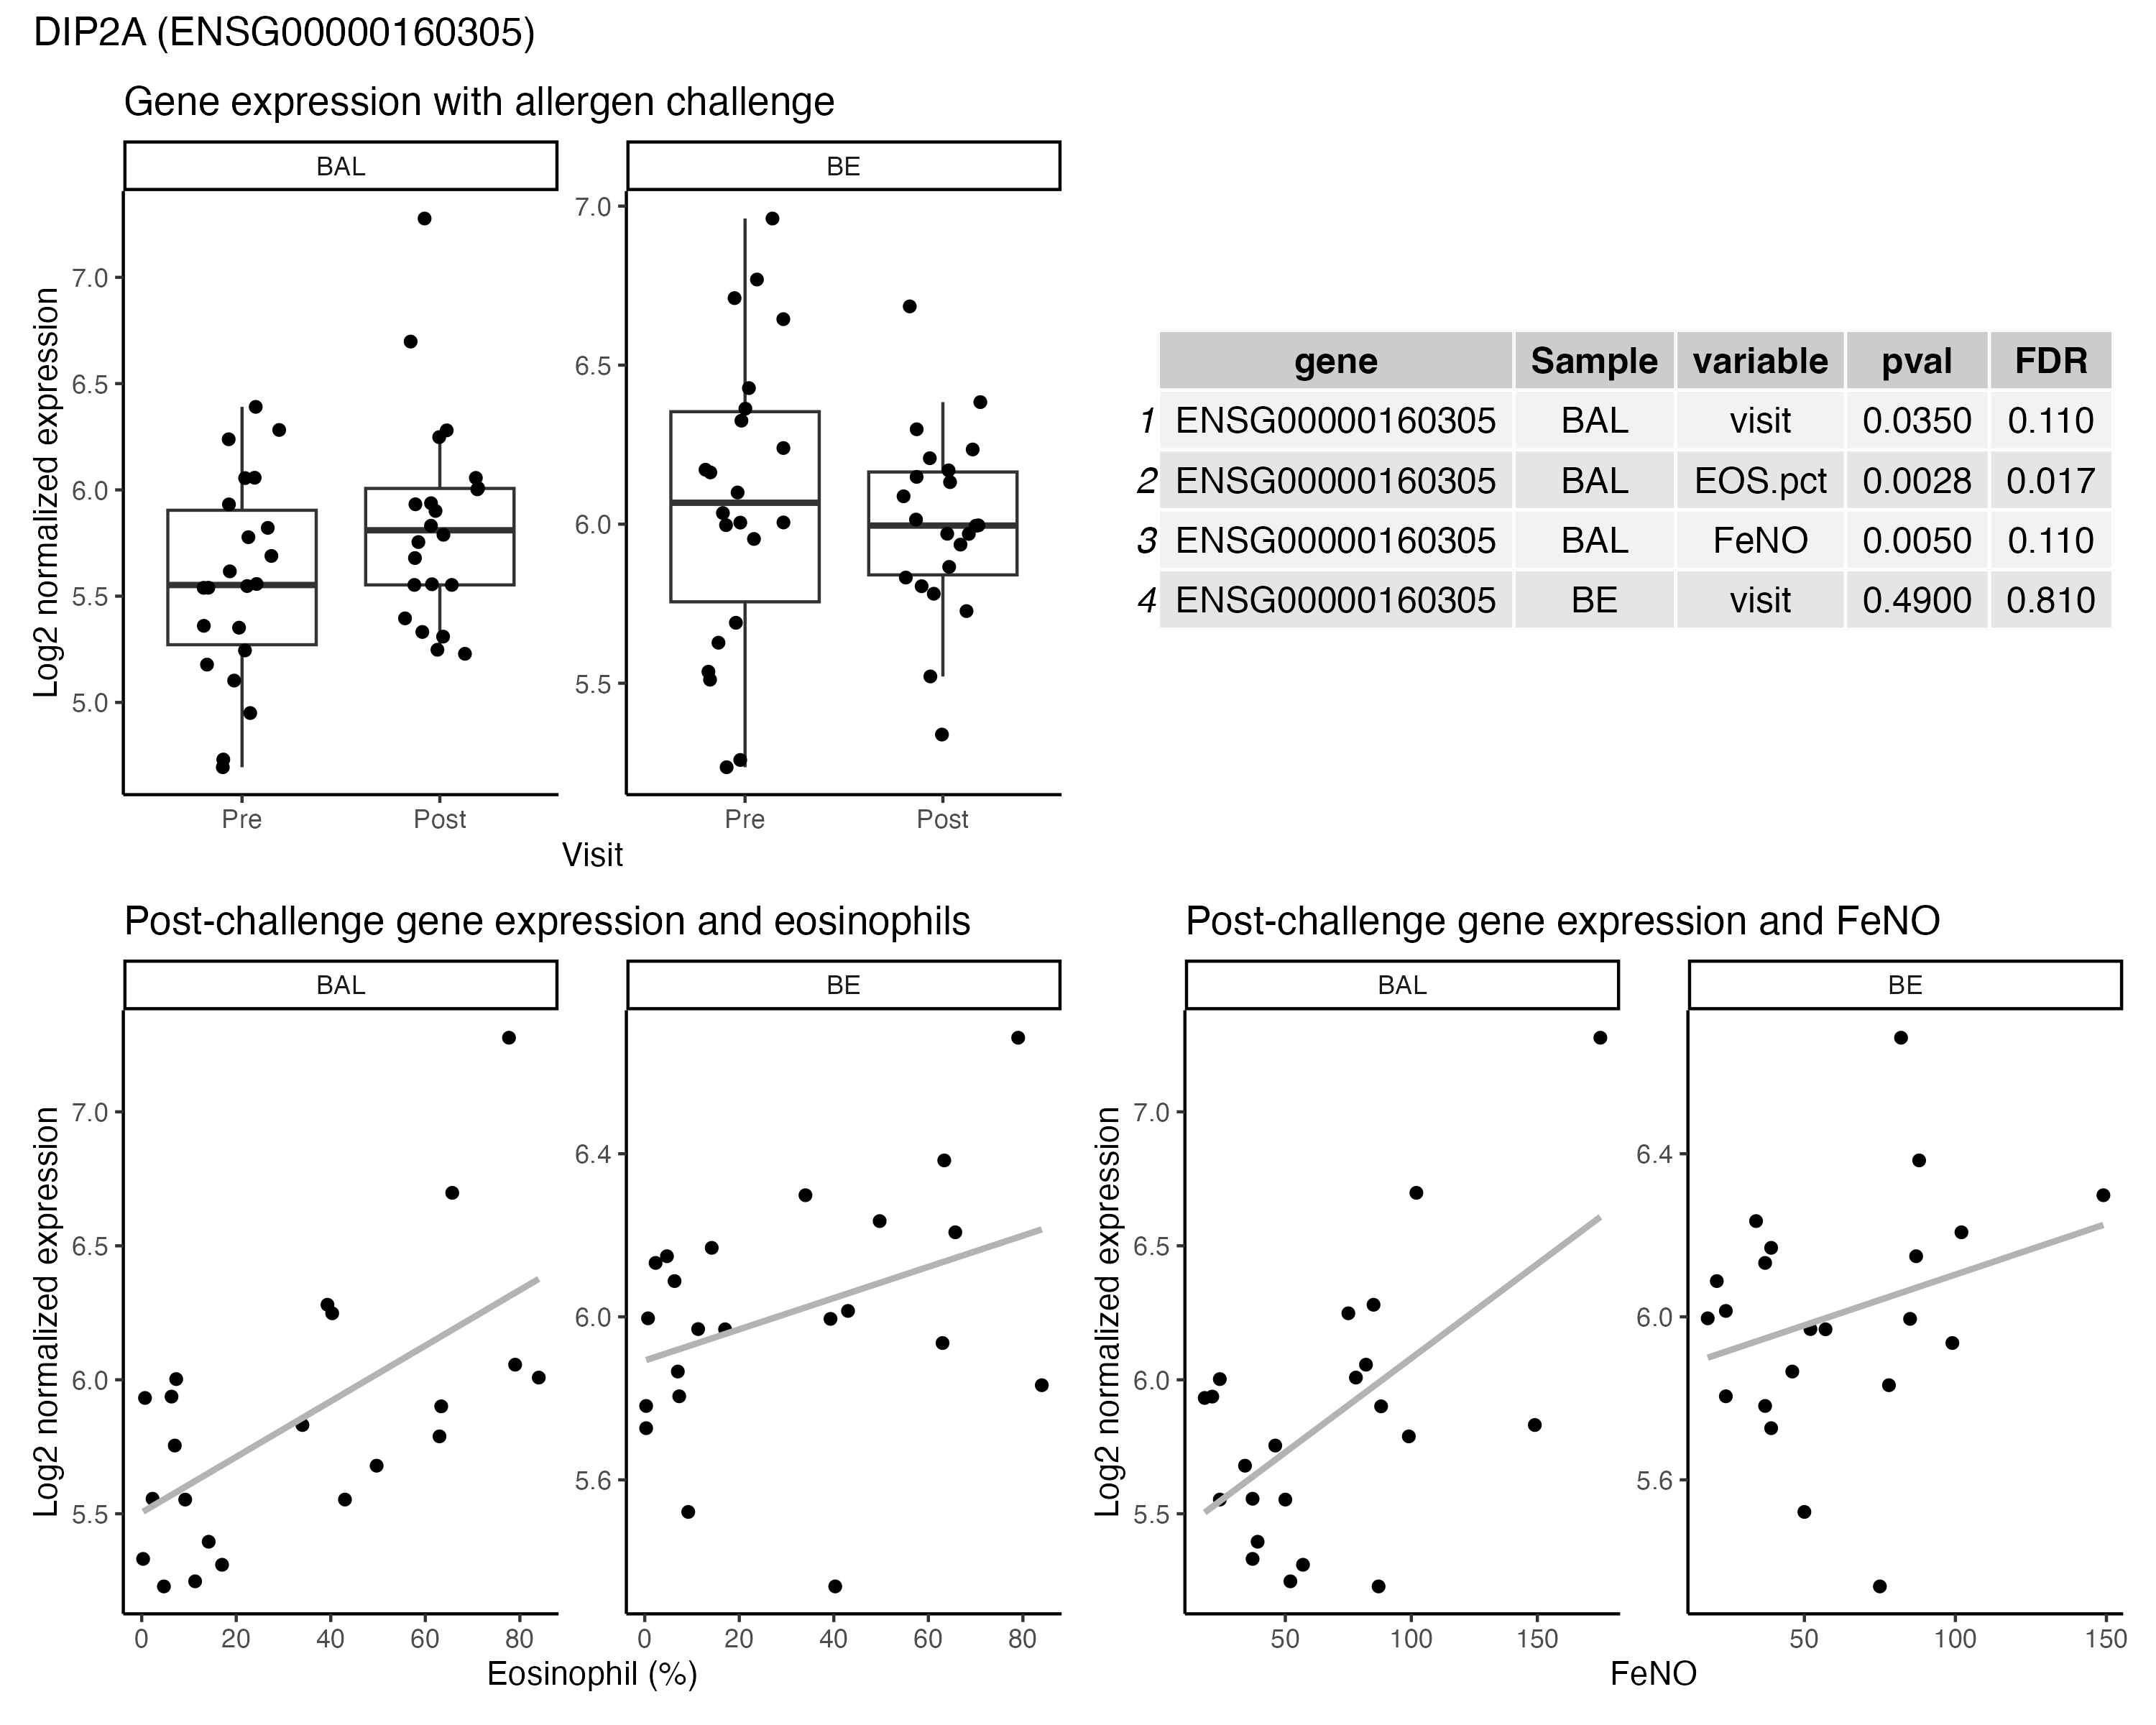 DIP2A (ENSG00000160305)
Gene expression with allergen challenge
BAL BE
Log2 normalized expression
7.0
6.5
6.0
5.5
5.0
7.0
6.5
6.0
5.5
Pre Post Pre Post
Visit
gene Sample variable pval FDR
1 ENSG00000160305 BAL visit 0.0350 0.110
2 ENSG00000160305 BAL EOS.pct 0.0028 0.017
3 ENSG00000160305 BAL FeNO 0.0050 0.110
4 ENSG00000160305 BE visit 0.4900 0.810
Post-challenge gene expression and eosinophils
BAL BE
Log2 normalized expression
7.0
6.5
6.0
5.5
6.4
6.0
5.6
0 20 40 60 80 0 20 40 60 80
Eosinophil (%)
Post-challenge gene expression and FeNO
BAL BE
Log2 normalized expression
7.0
6.5
6.0
5.5
6.4
6.0
5.6
50 100 150 50 100 150
FeNO